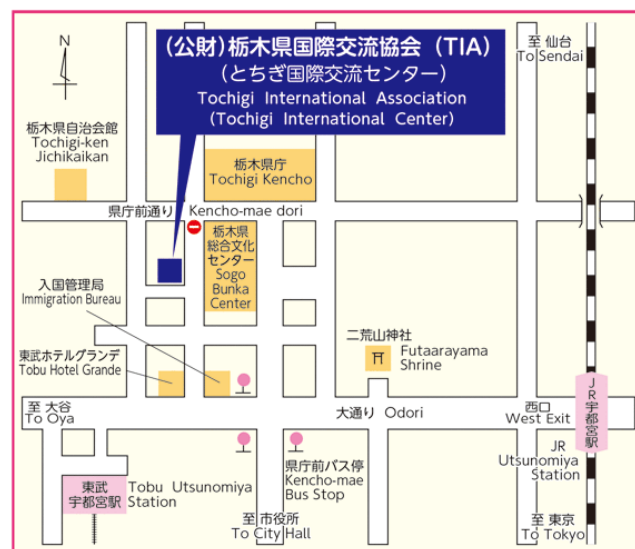 (公財)栃木県国際交流協会 (TIA)
(とちぎ国際交流センター)
Tochigi International Association
(Tochigi International Center)
N
至 仙台
To Sendai
栃木県自治会館
Tochigi-ken
Jichikaikan
栃木県庁
Tochigi Kencho
県庁前通り Kencho-mae dori
栃木県
総合文化
センター
Sogo
Bunka
Center
入国管理局
Immigration Bureau
東武ホテルグランデ
Tobu Hotel Grande
二荒山神社
Futaarayama
Shrine
至 大谷
To Oya
大通り Odori
西口
West Exit
JR宇都宮駅
JR
Utsunomiya
Station
県庁前バス停
Kencho-mae
Bus Stop
東武
宇都宮駅
Tobu Utsunomiya
Station
至 市役所
To City Hall
至 東京
To Tokyo